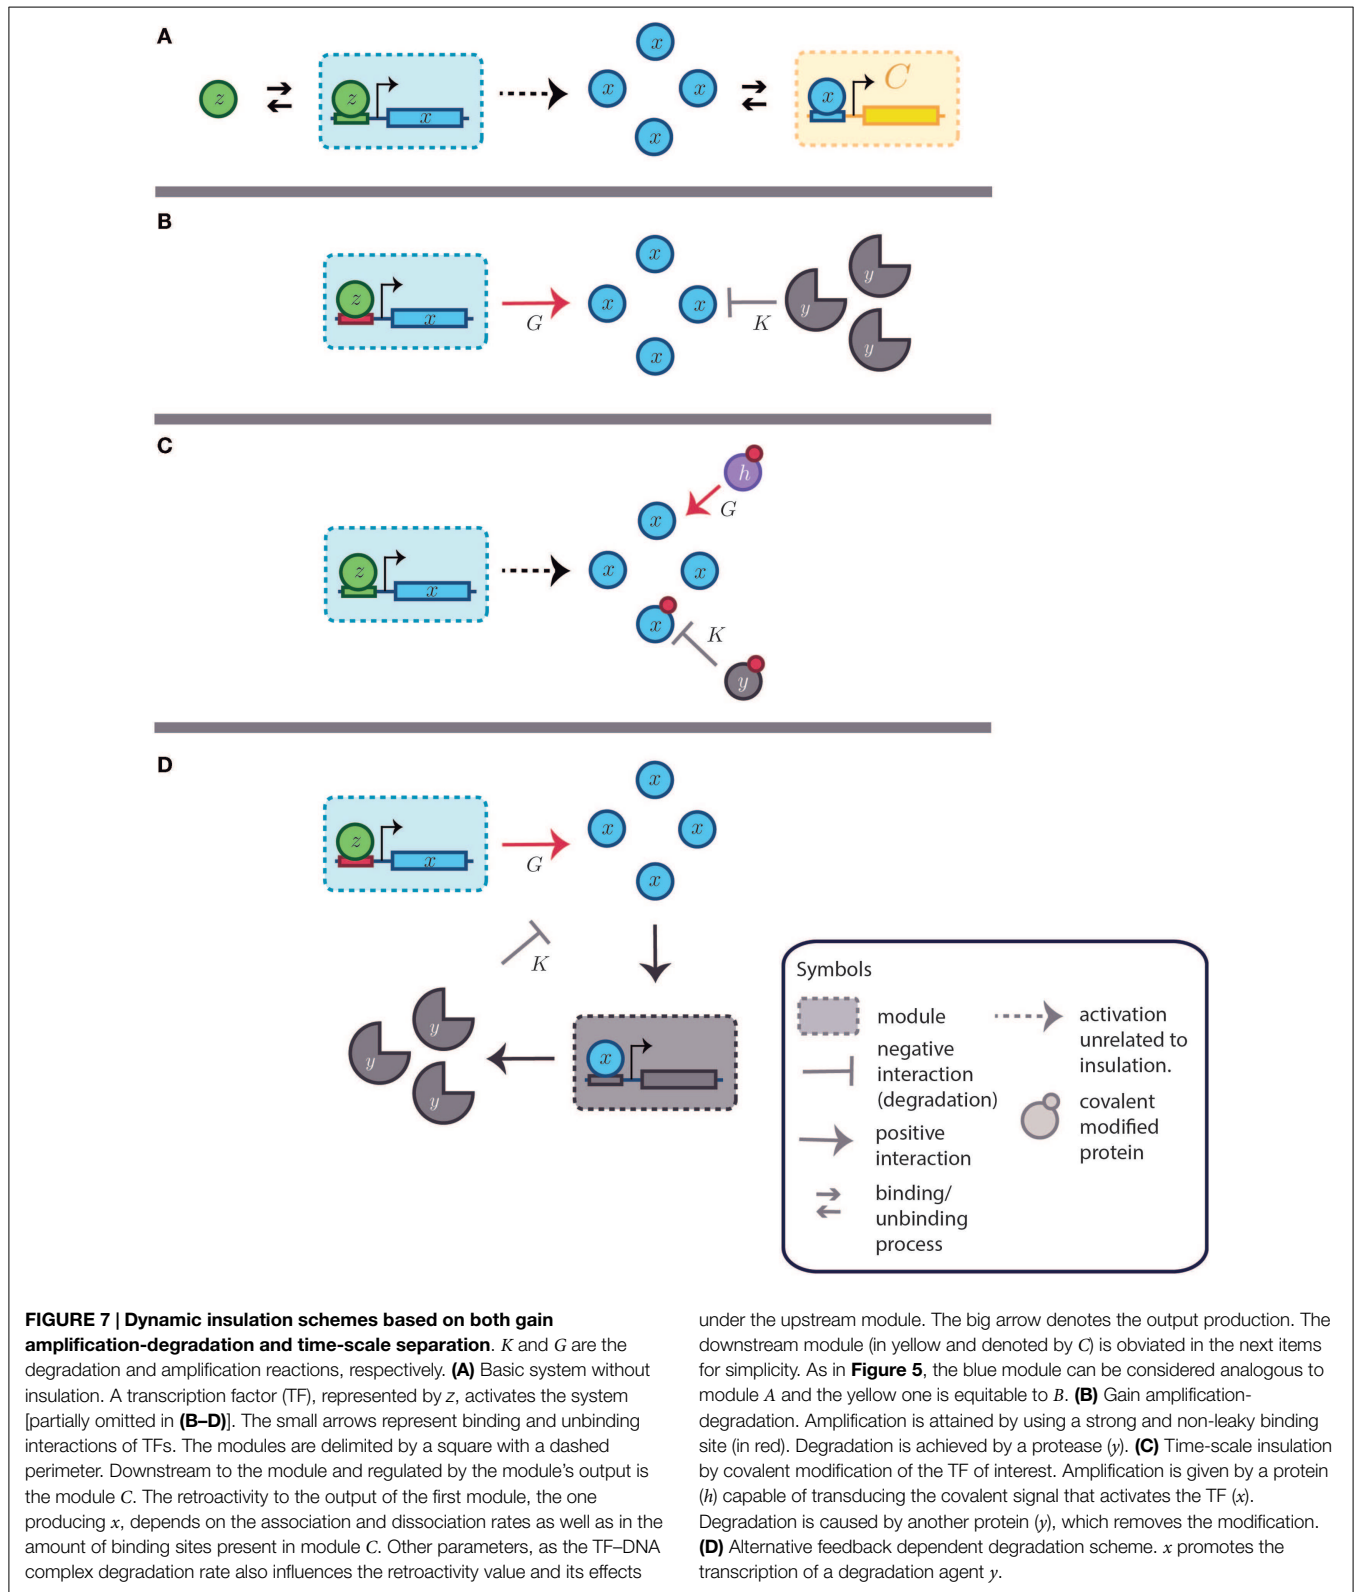 A
z
z
x
x
x
x
x
x
C
B
z
x
G
x
x
x
x
K
y
y
y
C
z
x
x
x
x
x
h
G
K
y
D
z
x
G
x
x
x
x
K
y
y
y
x
Symbols
module
negative
interaction
(degradation)
positive
interaction
binding/
unbinding
process
activation
unrelated to
insulation.
covalent
modified
protein
FIGURE 7 | Dynamic insulation schemes based on both gain
amplification-degradation and time-scale separation. K and G are the
degradation and amplification reactions, respectively. (A) Basic system without
insulation. A transcription factor (TF), represented by z, activates the system
[partially omitted in (B–D)]. The small arrows represent binding and unbinding
interactions of TFs. The modules are delimited by a square with a dashed
perimeter. Downstream to the module and regulated by the module's output is
the module C. The retroactivity to the output of the first module, the one
producing x, depends on the association and dissociation rates as well as in the
amount of binding sites present in module C. Other parameters, as the TF–DNA
complex degradation rate also influences the retroactivity value and its effects
under the upstream module. The big arrow denotes the output production. The
downstream module (in yellow and denoted by C) is obviated in the next items
for simplicity. As in Figure 5, the blue module can be considered analogous to
module A and the yellow one is equitable to B. (B) Gain amplification-
degradation. Amplification is attained by using a strong and non-leaky binding
site (in red). Degradation is achieved by a protease (y). (C) Time-scale insulation
by covalent modification of the TF of interest. Amplification is given by a protein
(h) capable of transducing the covalent signal that activates the TF (x).
Degradation is caused by another protein (y), which removes the modification.
(D) Alternative feedback dependent degradation scheme. x promotes the
transcription of a degradation agent y.